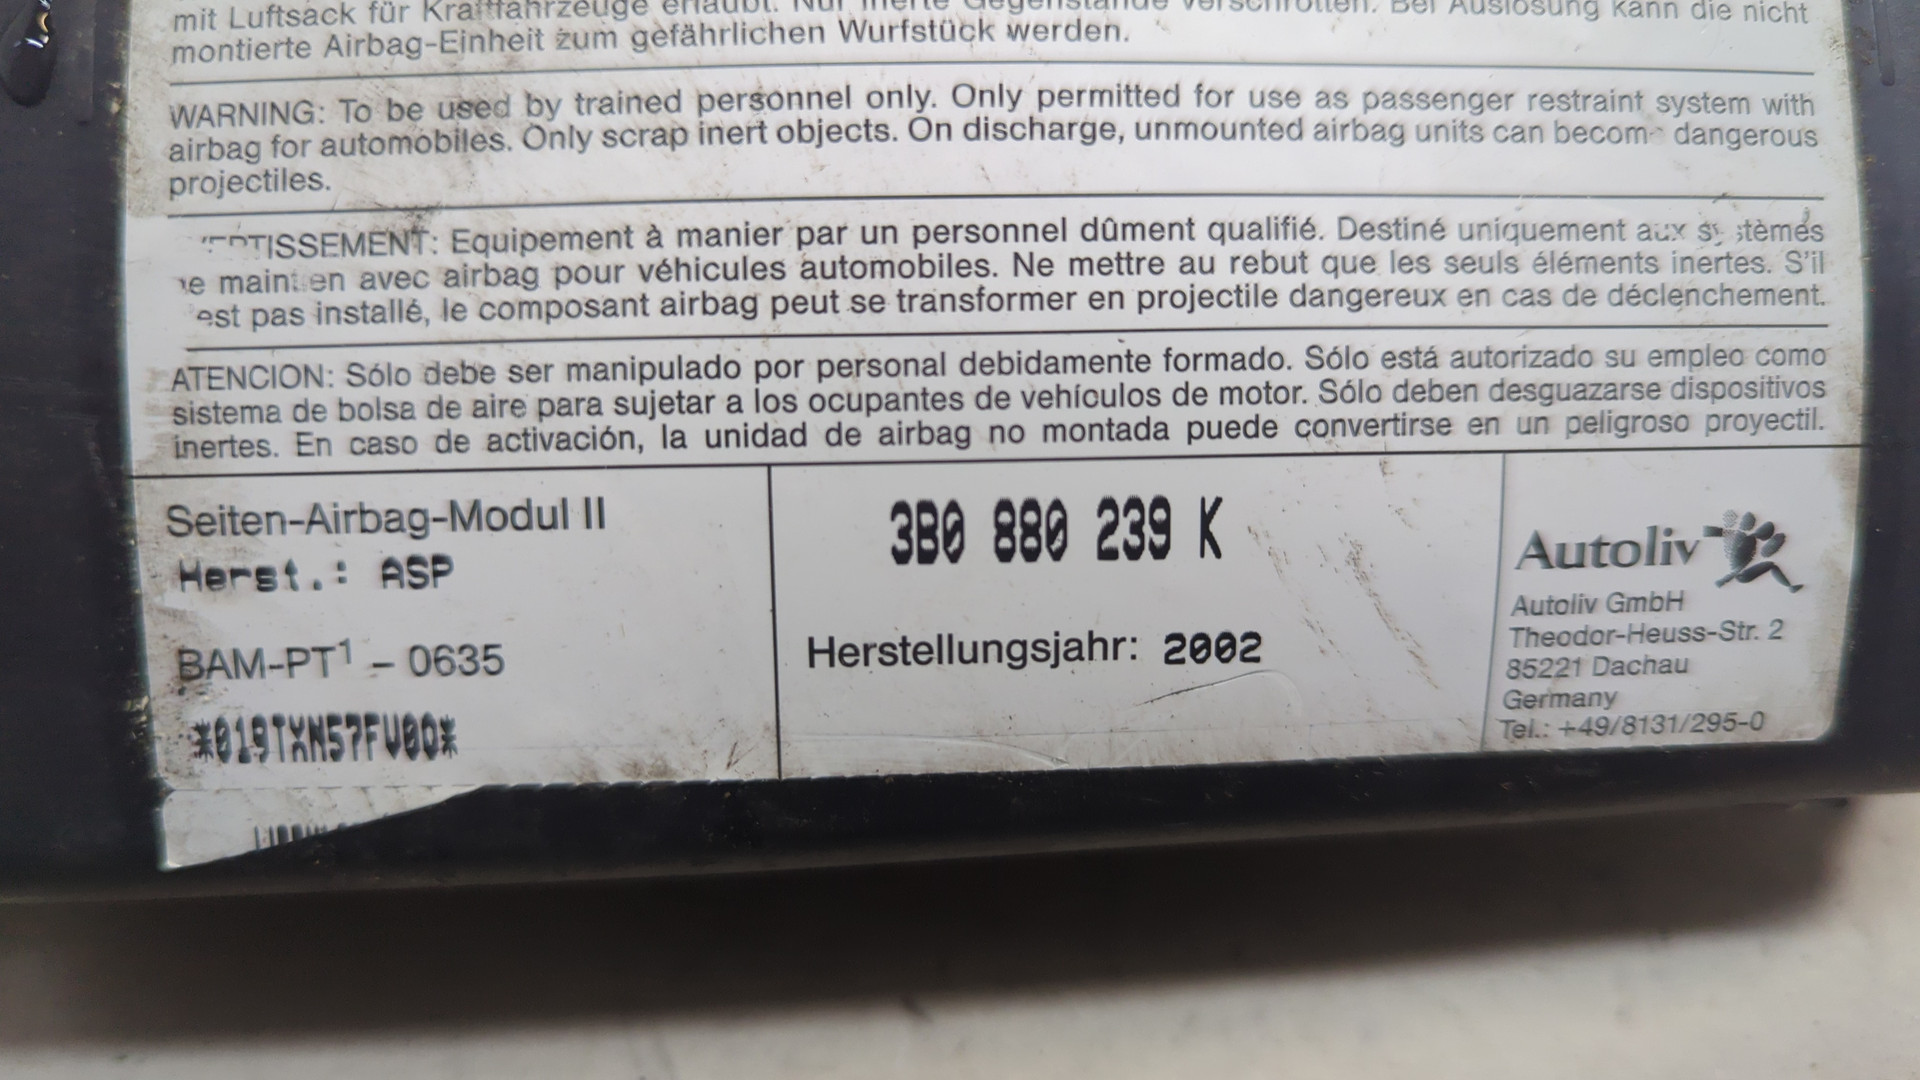 mit Luftsack für Kraftfahrzeuge erlaubt. Nur inerte Gegenstände verschrotten. Bei Auslösung kann die nicht
montierte Airbag-Einheit zum gefährlichen Wurfstück werden.
WARNING: To be used by trained personnel only. Only permitted for use as passenger restraint system with
airbag for automobiles. Only scrap inert objects. On discharge, unmounted airbag units can becom dangerous
projectiles.
TISSEMENT: Equipement à manier par un personnel dûment qualifié. Destiné uniquement aux systèmes
e maintien avec airbag pour véhicules automobiles. Ne mettre au rebut que les seuls éléments inertes. S'il
est pas installé, le composant airbag peut se transformer en projectile dangereux en cas de déclenchement.
ATENCION: Sólo debe ser manipulado por personal debidamente formado. Sólo está autorizado su empleo como
sistema de bolsa de aire para sujetar a los ocupantes de vehículos de motor. Sólo deben desguazarse dispositivos
inertes. En caso de activación, la unidad de airbag no montada puede convertirse en un peligroso proyectil.
Seiten-Airbag-Modul II
Herst.: ASP
BAM-PT¹ - 0635
*019TXN57FV0Q*
3B0 880 239 K
Herstellungsjahr: 2002
Autoliv
Autoliv GmbH
Theodor-Heuss-Str. 2
85221 Dachau
Germany
Tel.: +49/8131/295-0